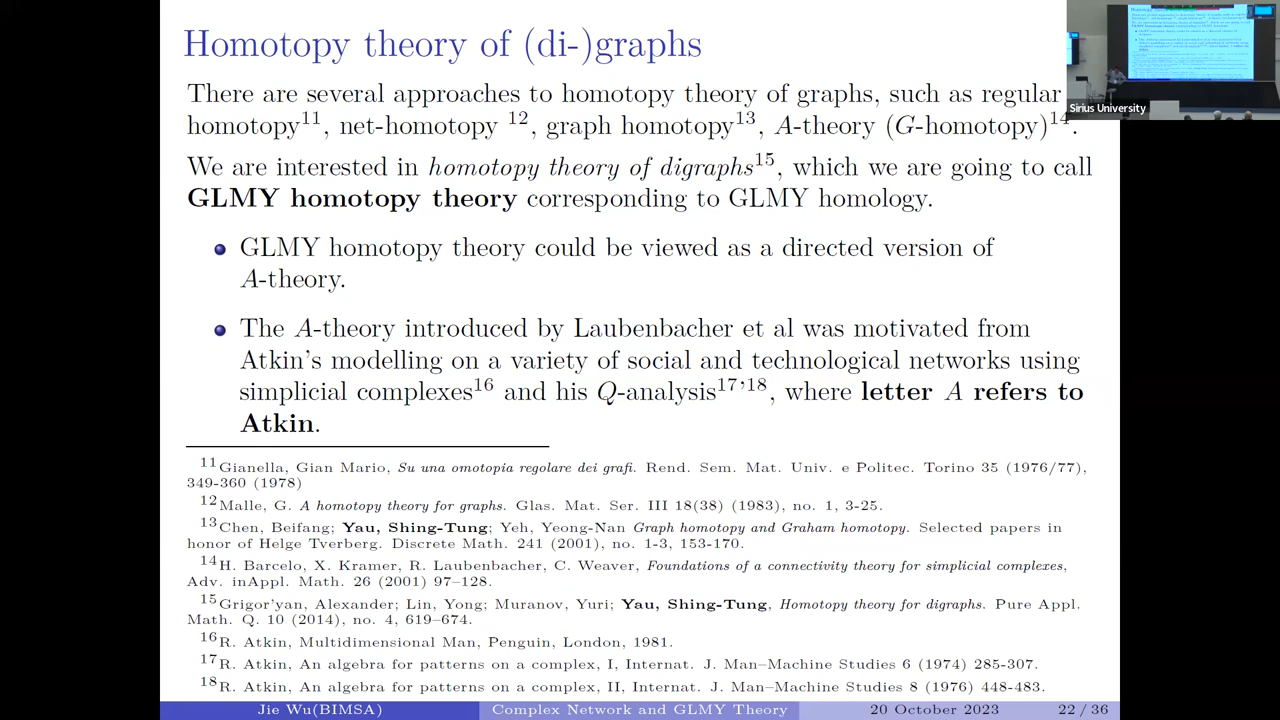 Homotopy theory of (di-)graphs
There are several approaches to homotopy theory of graphs, such as regular
homotopy11, net-homotopy 12, graph homotopy13, A-theory (G-homotopy)14.
We are interested in homotopy theory of digraphs15, which we are going to call
GLMY homotopy theory corresponding to GLMY homology.
GLMY homotopy theory could be viewed as a directed version of
A-theory.
The A-theory introduced by Laubenbacher et al was motivated from
Atkin's modelling on a variety of social and technological networks using
simplicial complexes16 and his Q-analysis17,18, where letter A refers to
Atkin.
11Gianella, Gian Mario, Su una omotopia regolare dei grafi. Rend. Sem. Mat. Univ. e Politec. Torino 35 (1976/77),
349-360 (1978)
12Malle, G. A homotopy theory for graphs. Glas. Mat. Ser. III 18(38) (1983), no. 1, 3-25.
13Chen, Beifang; Yau, Shing-Tung; Yeh, Yeong-Nan Graph homotopy and Graham homotopy. Selected papers in
honor of Helge Tverberg. Discrete Math. 241 (2001), no. 1-3, 153-170.
14H. Barcelo, X. Kramer, R. Laubenbacher, C. Weaver, Foundations of a connectivity theory for simplicial complexes,
Adv. inAppl. Math. 26 (2001) 97–128.
15Grigor'yan, Alexander; Lin, Yong; Muranov, Yuri; Yau, Shing-Tung, Homotopy theory for digraphs. Pure Appl.
Math. Q. 10 (2014), no. 4, 619–674.
16R. Atkin, Multidimensional Man, Penguin, London, 1981.
17R. Atkin, An algebra for patterns on a complex, I, Internat. J. Man–Machine Studies 6 (1974) 285-307.
18R. Atkin, An algebra for patterns on a complex, II, Internat. J. Man–Machine Studies 8 (1976) 448-483.
Jie Wu(BIMSA) Complex Network and GLMY Theory 20 October 2023 22 / 36
Sirius University